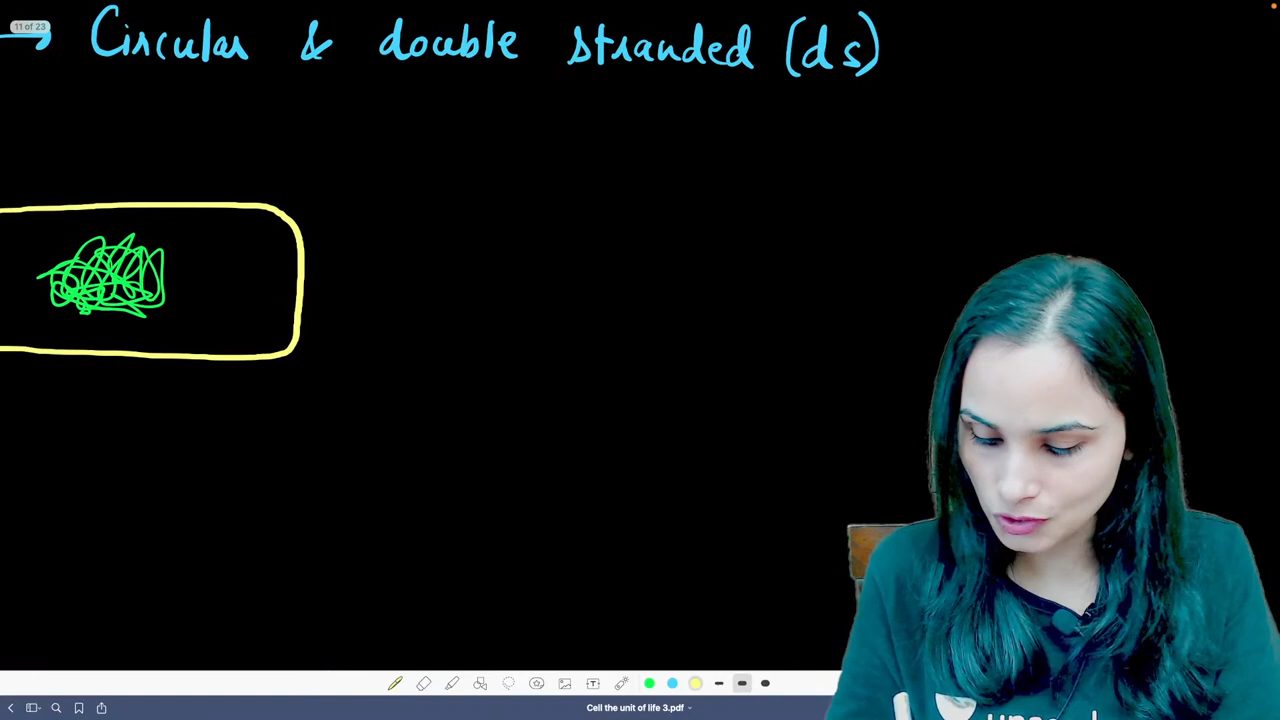 11 of 23
→ Circular & double stranded (ds)
Cell the unit of life 3.pdf